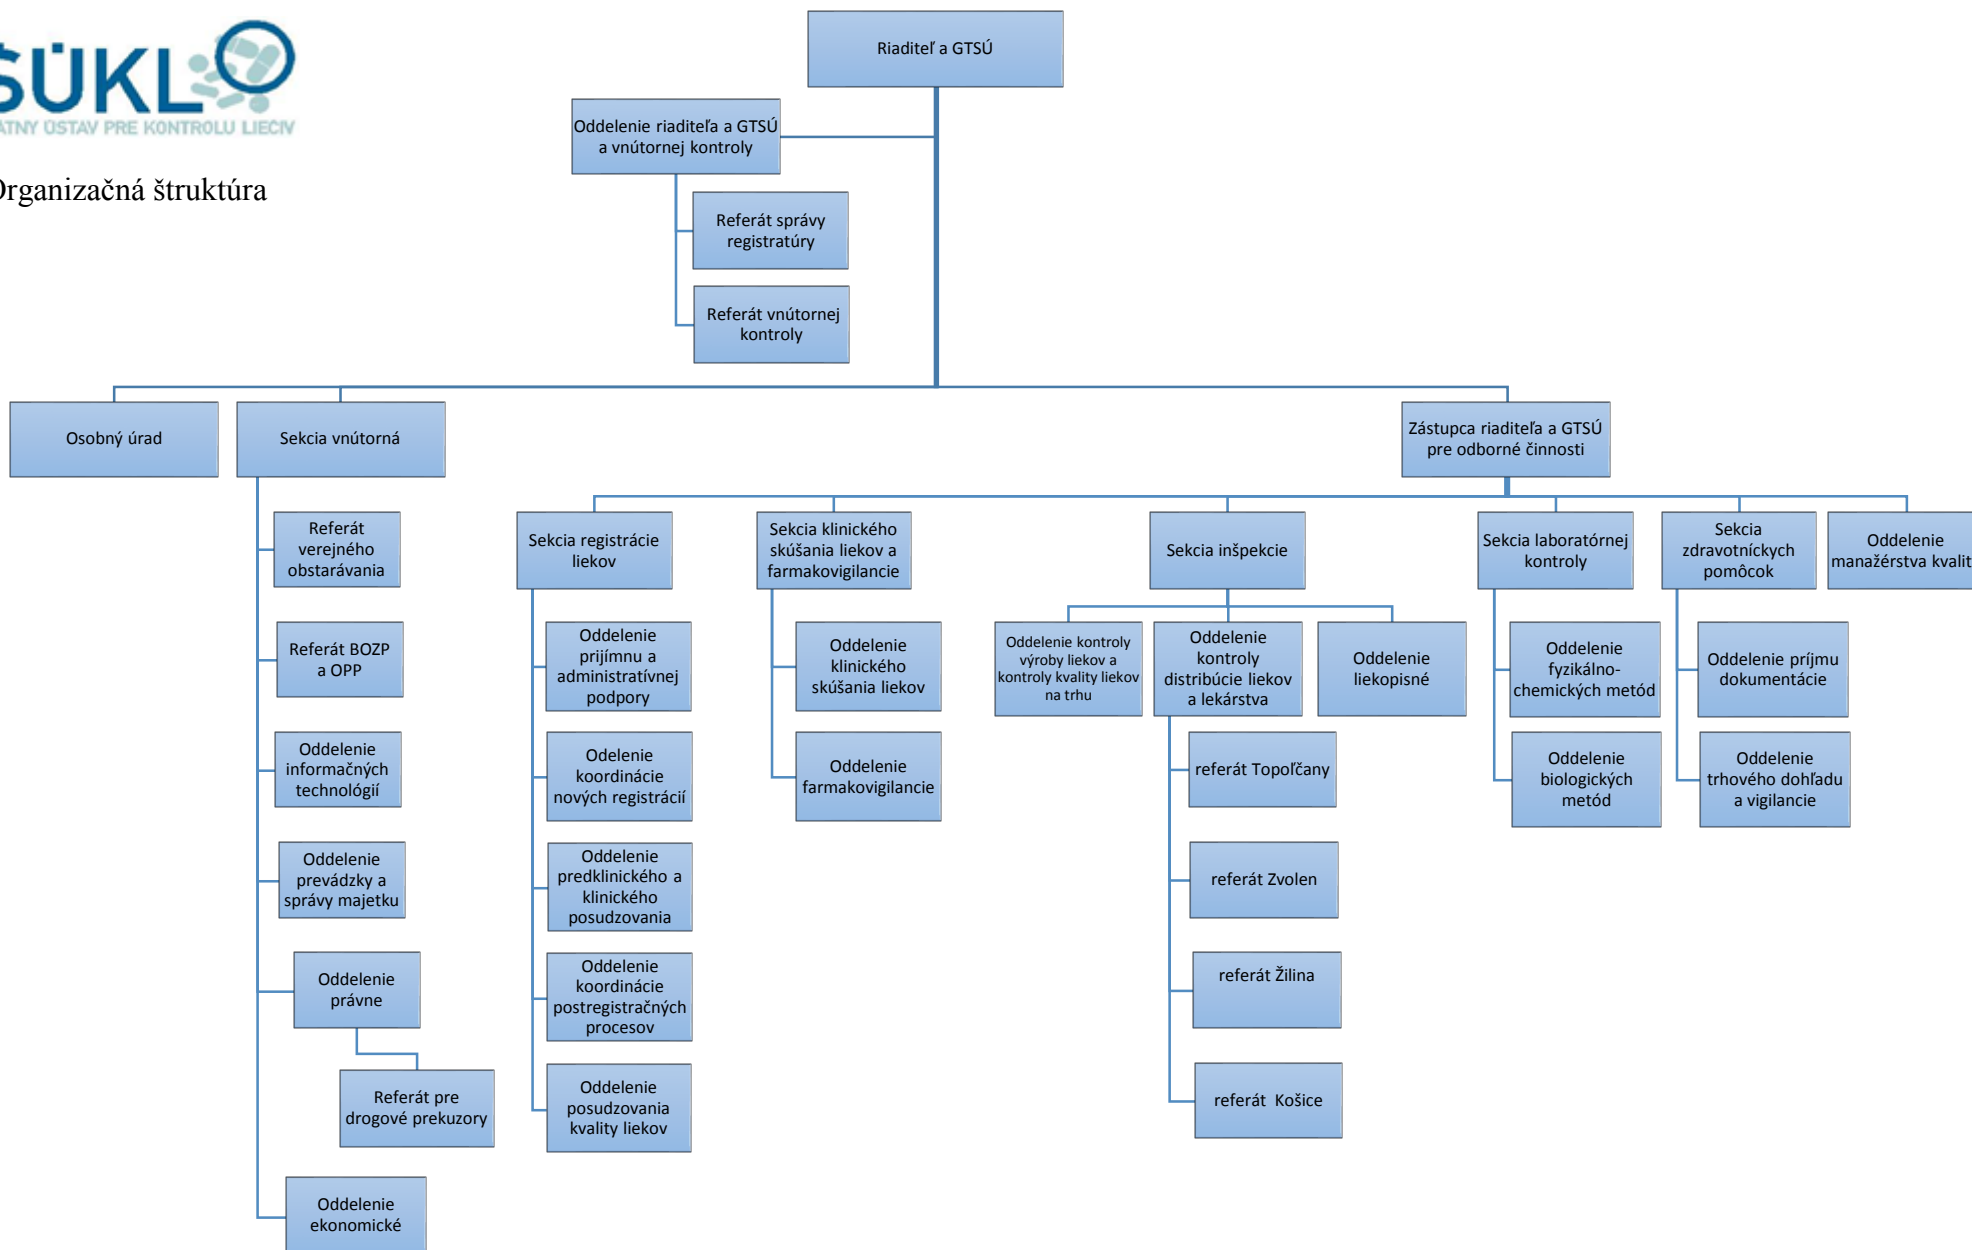 ŠÚKL
ÁTNY ÚSTAV PRE KONTROLU LIEČIV
Organizačná štruktúra
Riaditeľ a GTSÚ
Oddelenie riaditeľa a GTSÚ
a vnútornej kontroly
Referát správy
registratúry
Referát vnútornej
kontroly
Osobný úrad
Sekcia vnútorná
Zástupca riaditeľa a GTSÚ
pre odborné činnosti
Referát
verejného
obstarávania
Referát BOZP
a OPP
Oddelenie
informačných
technológií
Oddelenie
prevádzky a
správy majetku
Oddelenie
právne
Referát pre
drogové prekuzory
Oddelenie
ekonomické
Sekcia registrácie
liekov
Oddelenie
prijímnu a
administratívnej
podpory
Odelenie
koordinácie
nových registrácií
Oddelenie
predklinického a
klinického
posudzovania
Oddelenie
koordinácie
postregistračných
procesov
Oddelenie
posudzovania
kvality liekov
Sekcia klinického
skúšania liekov a
farmakovigilancie
Oddelenie
klinického
skúšania liekov
Oddelenie
farmakovigilancie
Sekcia inšpekcie
Oddelenie kontroly
výroby liekov a
kontroly kvality liekov
na trhu
Oddelenie
kontroly
distribúcie liekov
a lekárstva
referát Topoľčany
referát Zvolen
referát Žilina
referát  Košice
Oddelenie
liekopisné
Sekcia laboratórnej
kontroly
Oddelenie
fyzikálno-
chemických metód
Oddelenie
biologických
metód
Sekcia
zdravotníckych
pomôcok
Oddelenie príjmu
dokumentácie
Oddelenie
trhového dohľadu
a vigilancie
Oddelenie
manažérstva kvalit